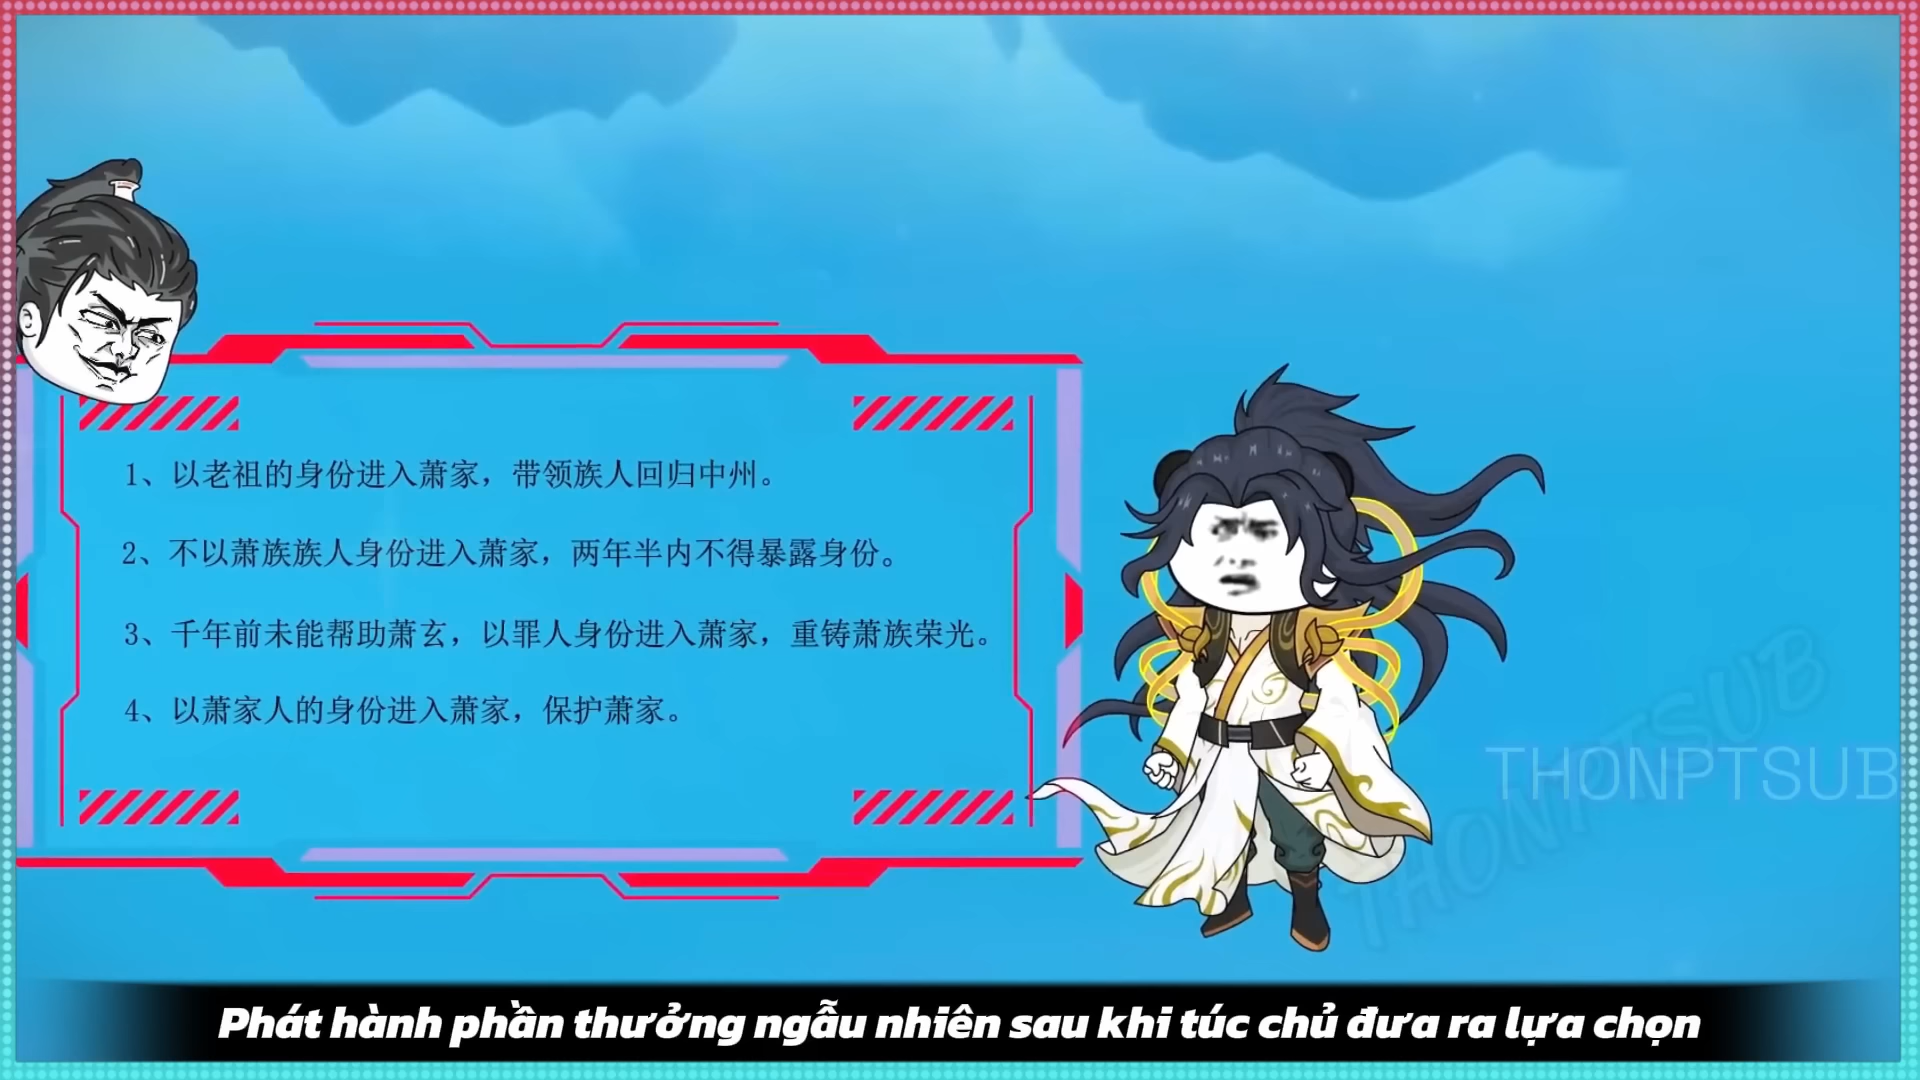 1、以老祖的身份进入萧家，带领族人回归中州。
2、不以萧族族人身份进入萧家，两年半内不得暴露身份。
3、千年前未能帮助萧玄，以罪人身份进入萧家，重铸萧族荣光。
4、以萧家人的身份进入萧家，保护萧家。
THONPTSUB
THONPTSUB
Phát hành phần thưởng ngẫu nhiên sau khi túc chủ đưa ra lựa chọn